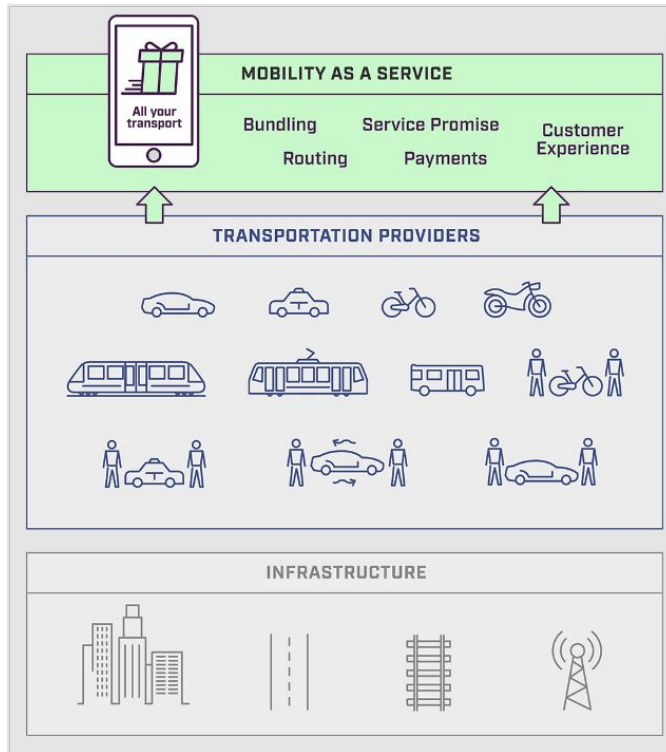 MOBILITY AS A SERVICE
All your
transport
Bundling
Service Promise
Customer
Experience
Routing
Payments
TRANSPORTATION PROVIDERS
INFRASTRUCTURE